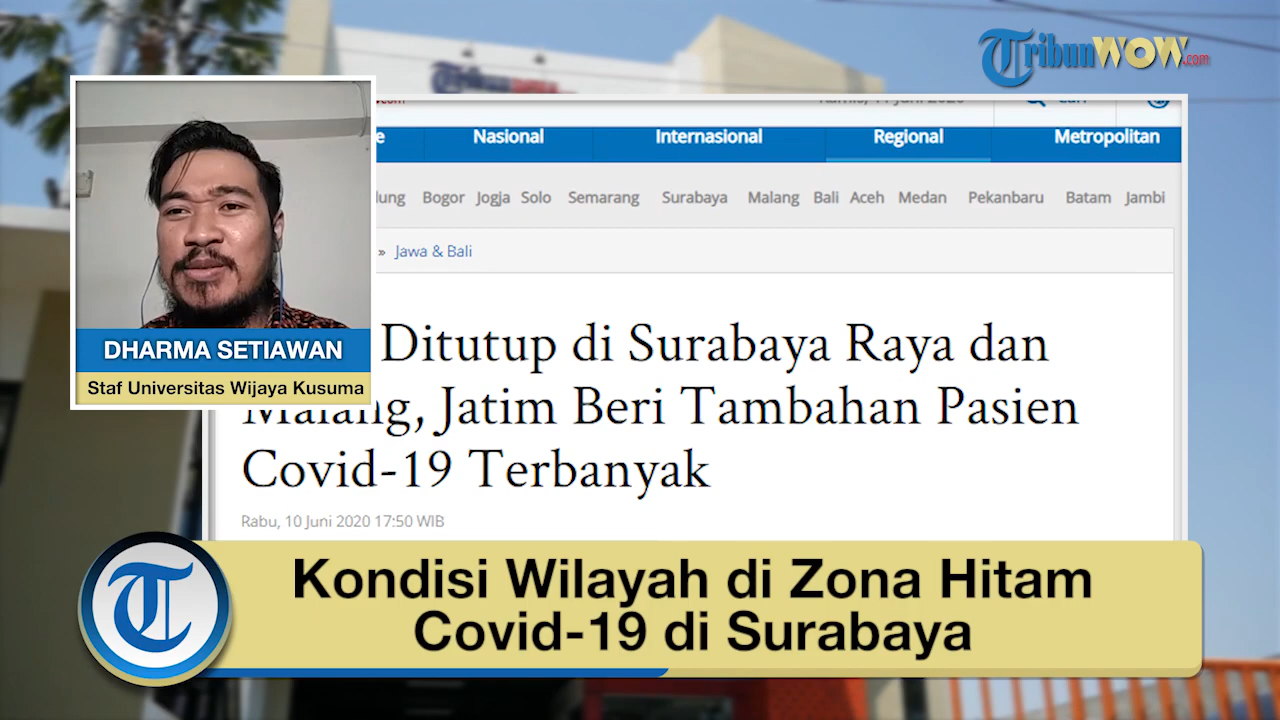 TribunWOW.com
Nasional Internasional Regional Metropolitan
Bogor Jogja Solo Semarang Surabaya Malang Bali Aceh Medan Pekanbaru Batam Jambi
» Jawa & Bali
DHARMA SETIAWAN
Staf Universitas Wijaya Kusuma
Ditutup di Surabaya Raya dan
Malang, Jatim Beri Tambahan Pasien
Covid-19 Terbanyak
Rabu, 10 Juni 2020 17:50 WIB
T
Kondisi Wilayah di Zona Hitam
Covid-19 di Surabaya